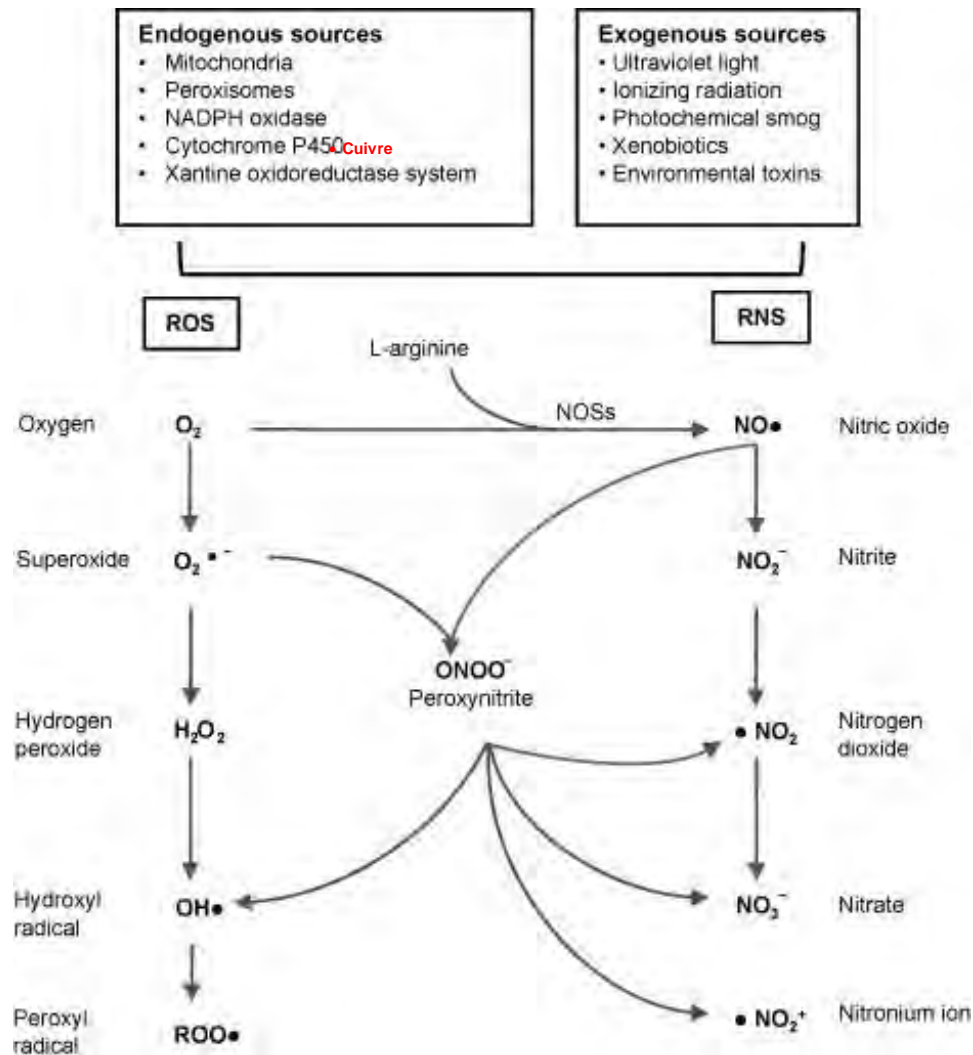 Endogenous sources
• Mitochondria
• Peroxisomes
• NADPH oxidase
• Cytochrome P450
• Cuivre
• Xantine oxidoreductase system
Exogenous sources
• Ultraviolet light
• Ionizing radiation
• Photochemical smog
• Xenobiotics
• Environmental toxins
ROS
RNS
L-arginine
NOSs
Oxygen
O₂
NO●
Nitric oxide
Superoxide
O₂•⁻
NO₂⁻
Nitrite
ONOO⁻
Peroxynitrite
Hydrogen
peroxide
H₂O₂
● NO₂
Nitrogen
dioxide
Hydroxyl
radical
OH●
NO₃⁻
Nitrate
Peroxyl
radical
ROO●
● NO₂⁺
Nitronium ion